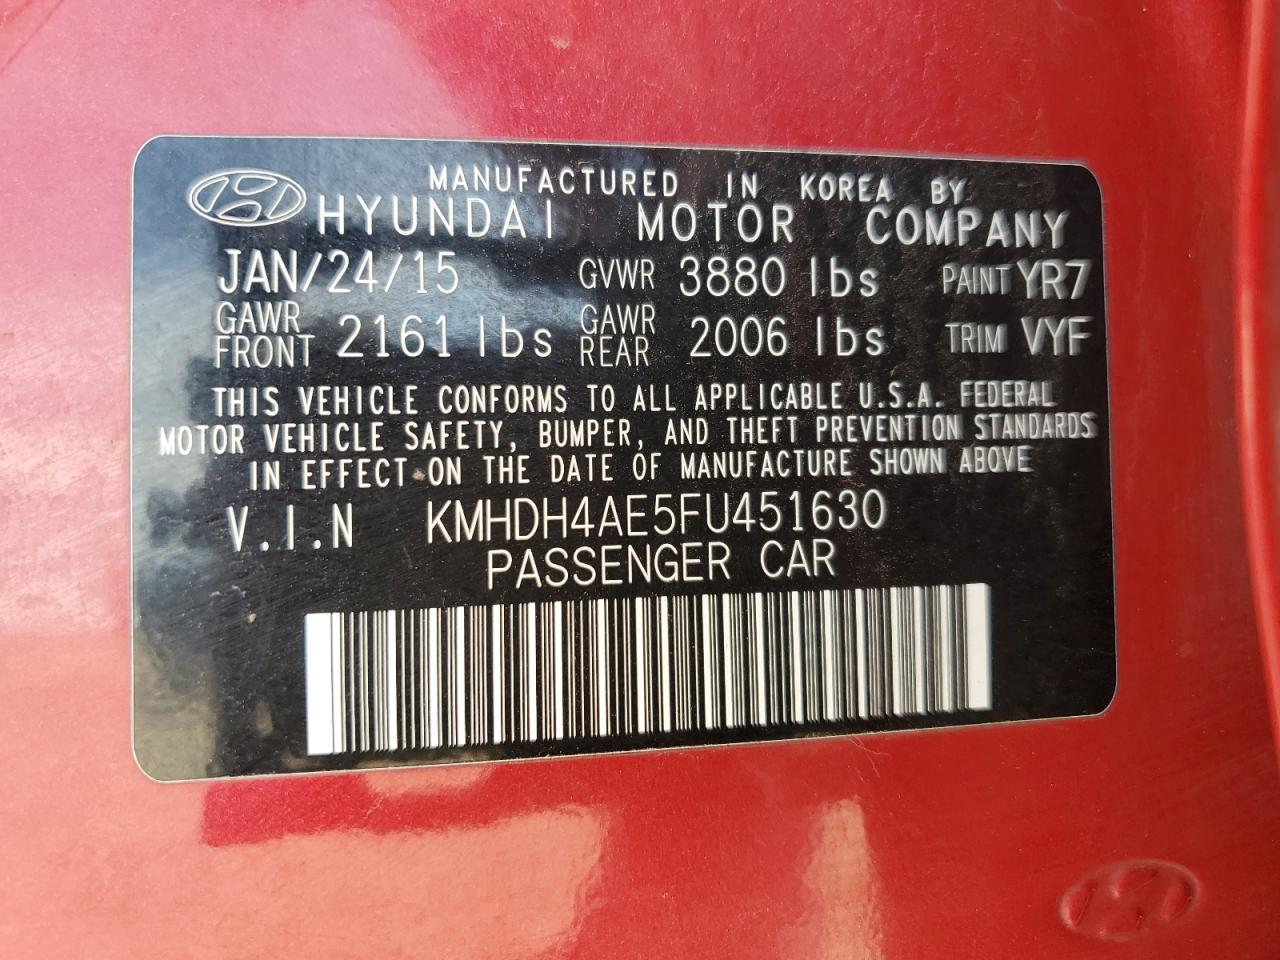 MANUFACTURED IN KOREA BY
HYUNDAI MOTOR COMPANY
JAN/24/15 GVWR 3880 lbs PAINT YR7
GAWR FRONT 2161 lbs GAWR REAR 2006 lbs TRIM VYF
THIS VEHICLE CONFORMS TO ALL APPLICABLE U.S.A. FEDERAL
MOTOR VEHICLE SAFETY, BUMPER, AND THEFT PREVENTION STANDARDS
IN EFFECT ON THE DATE OF MANUFACTURE SHOWN ABOVE
V.I.N KMHDH4AE5FU451630
PASSENGER CAR